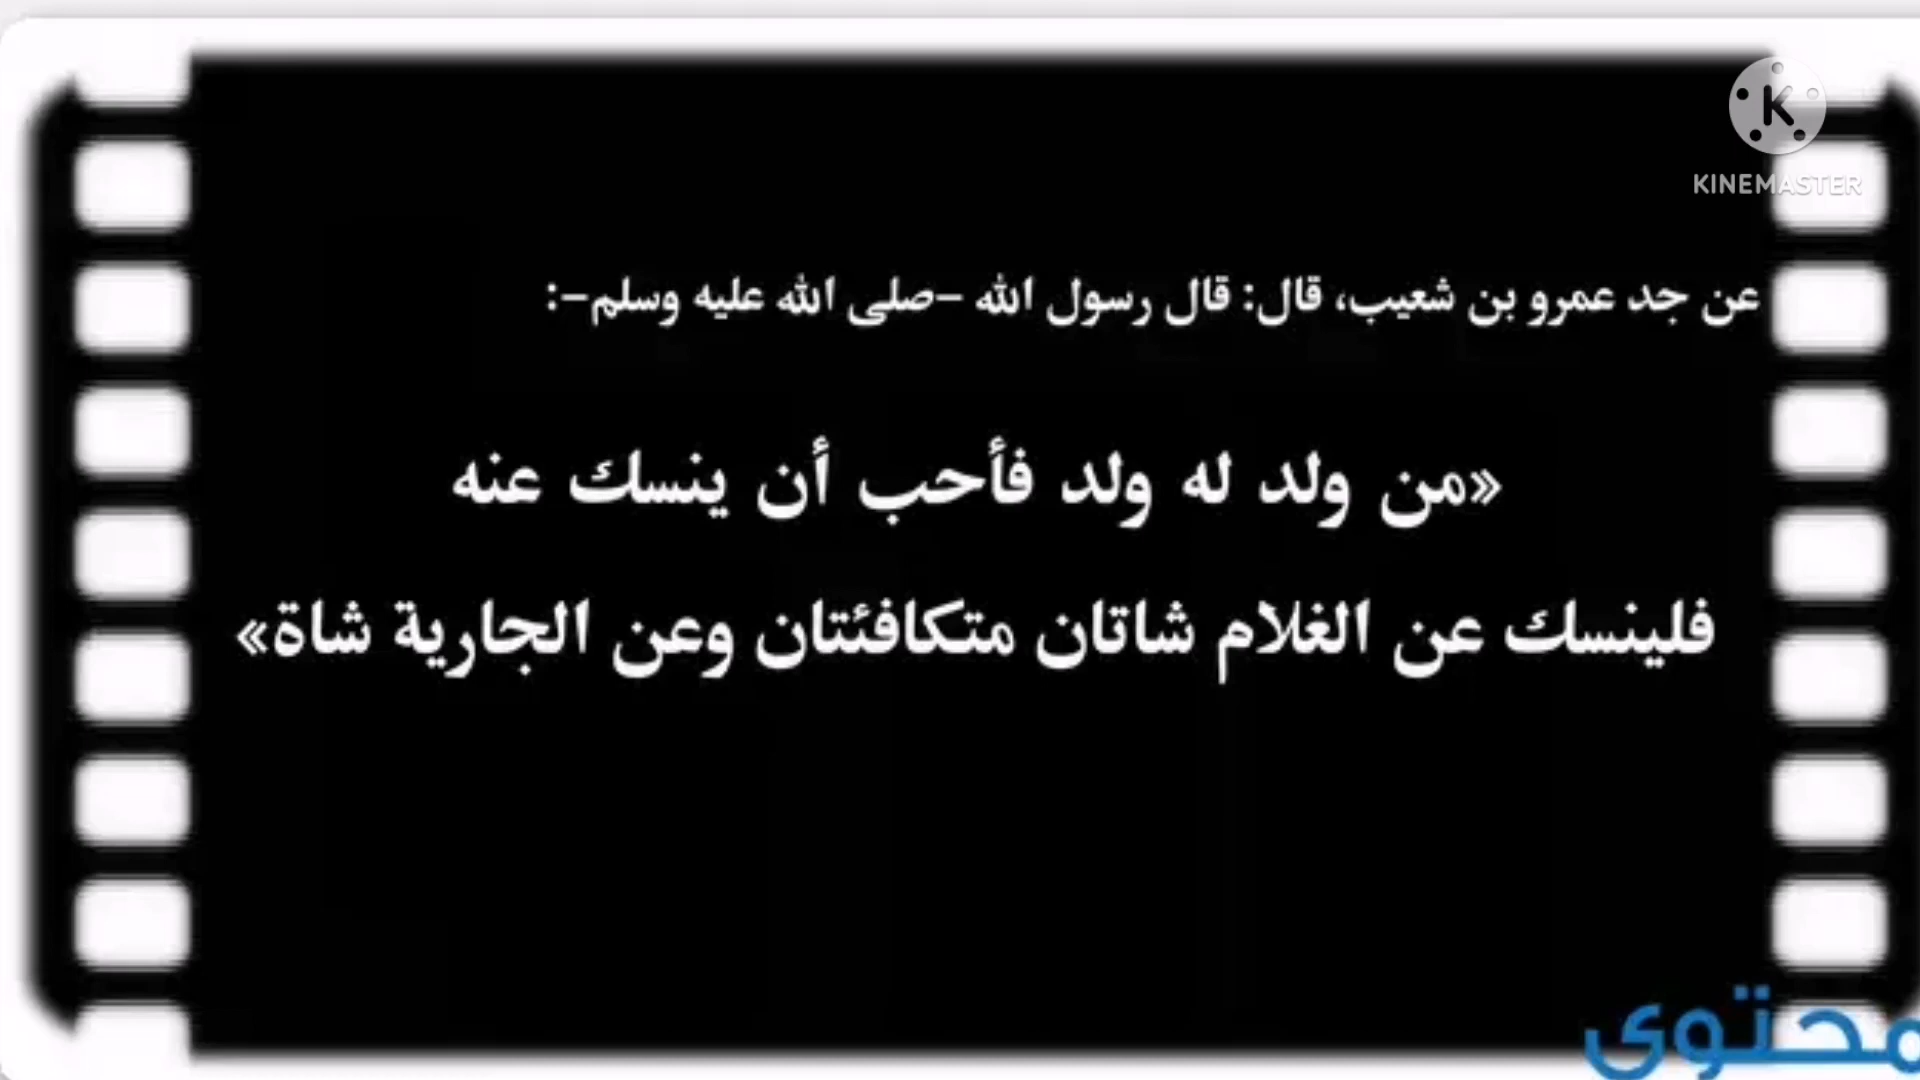 KINEMASTER
عن جد عمرو بن شعيب، قال: قال رسول الله -صلى الله عليه وسلم-:
«من ولد له ولد فأحب أن ينسك عنه
فلينسك عن الغلام شاتان متكافئتان وعن الجارية شاة»
محتوى